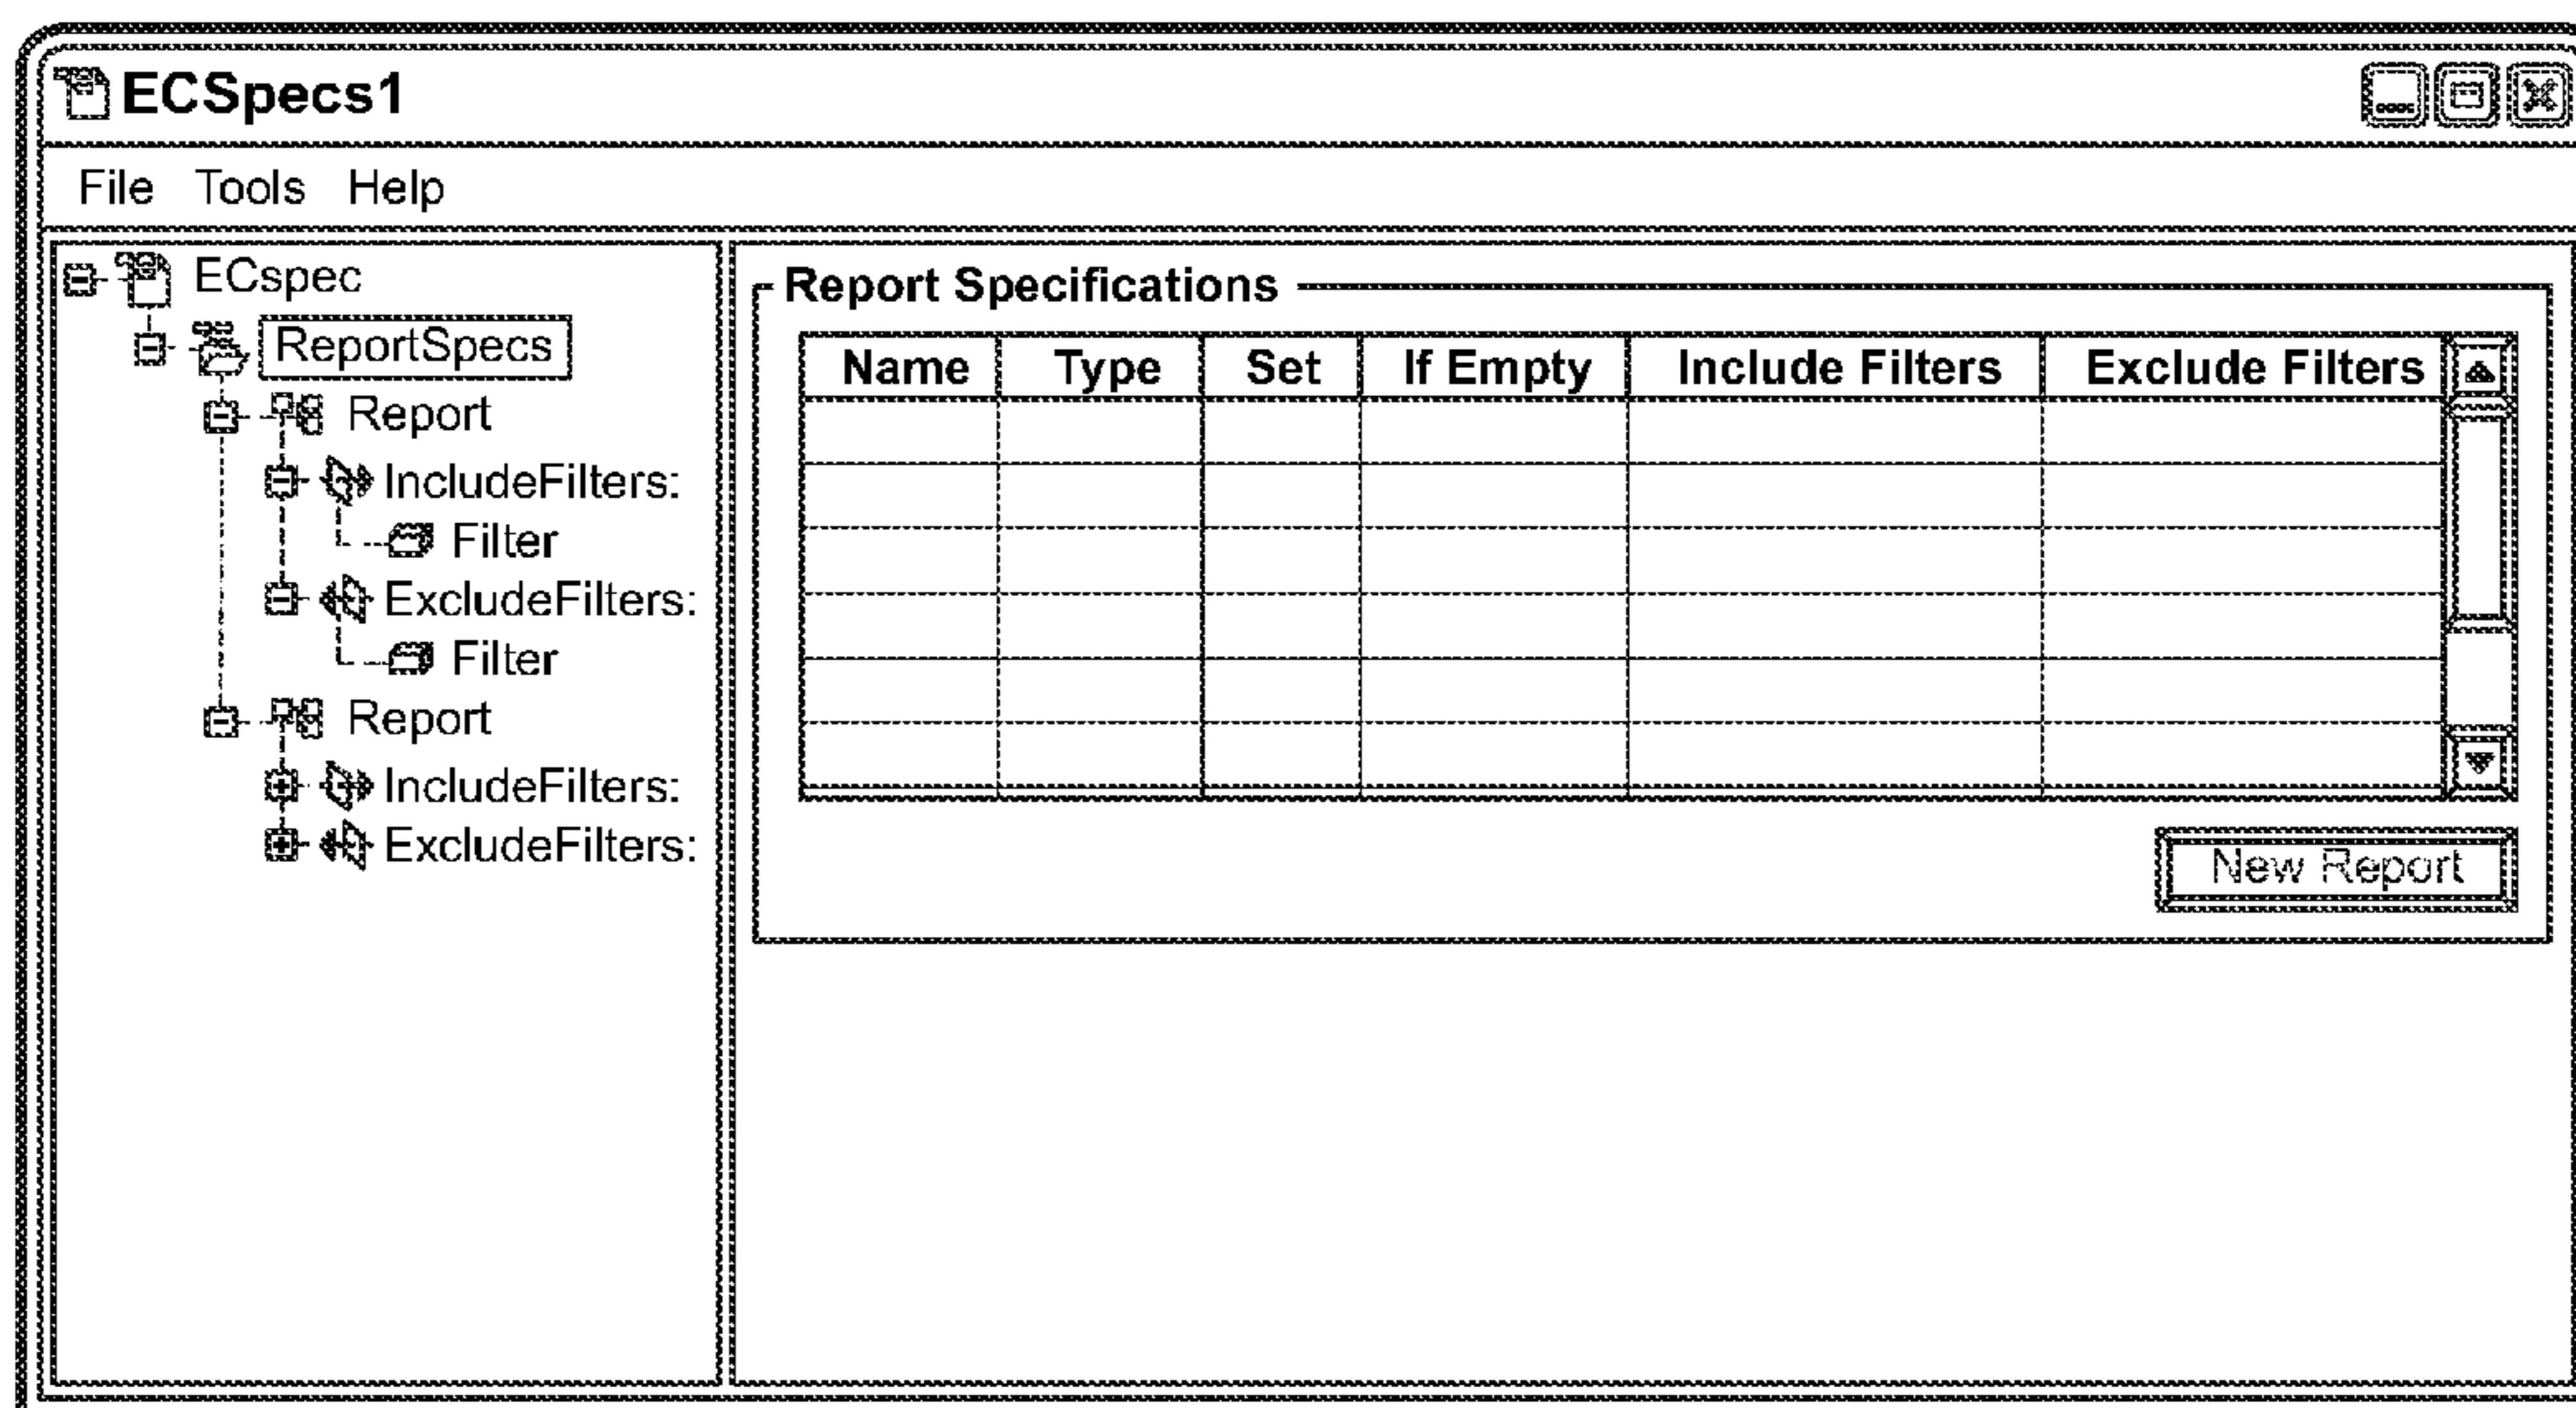 ECSpecs1
File Tools Help
ECspec
ReportSpecs
Report
IncludeFilters:
Filter
ExcludeFilters:
Filter
Report
IncludeFilters:
ExcludeFilters:
Report Specifications
Name Type Set If Empty Include Filters Exclude Filters
New Report